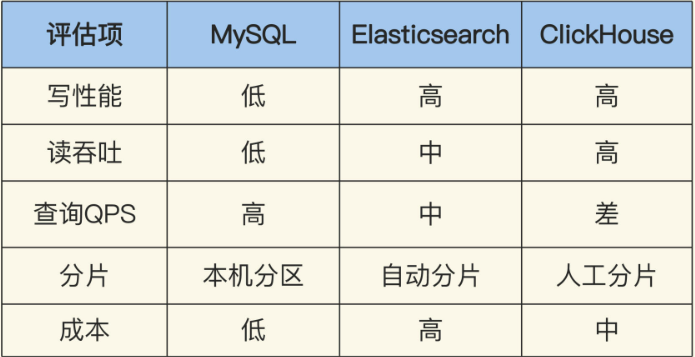 评估项 MySQL Elasticsearch ClickHouse
写性能 低 高 高
读吞吐 低 中 高
查询QPS 高 中 差
分片 本机分区 自动分片 人工分片
成本 低 高 中